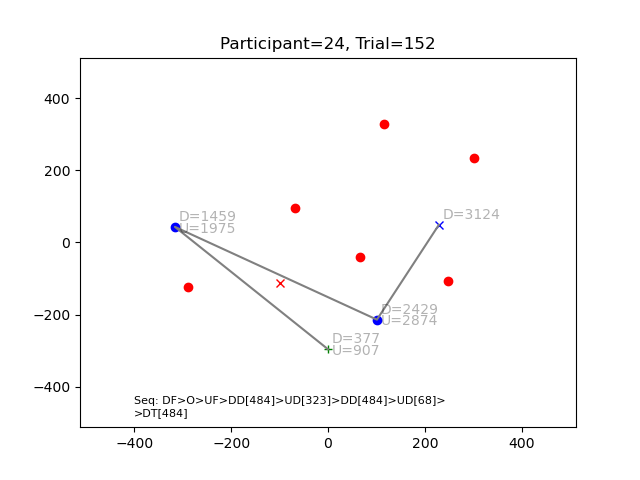 Participant=24, Trial=152
400
200
0
−200
−400
D=1459
U=1975
D=3124
D=2429
U=2874
D=377
U=907
Seq: DF>O>UF>DD[484]>UD[323]>DD[484]>UD[68]>
>DT[484]
−400
−200
0
200
400